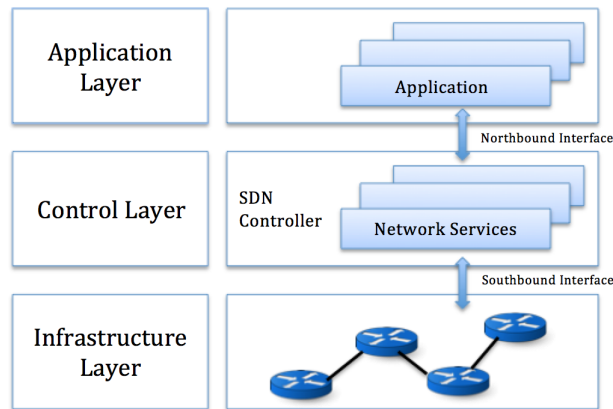 Application
Layer
Application
Northbound Interface
Control Layer
SDN
Controller
Network Services
Southbound Interface
Infrastructure
Layer